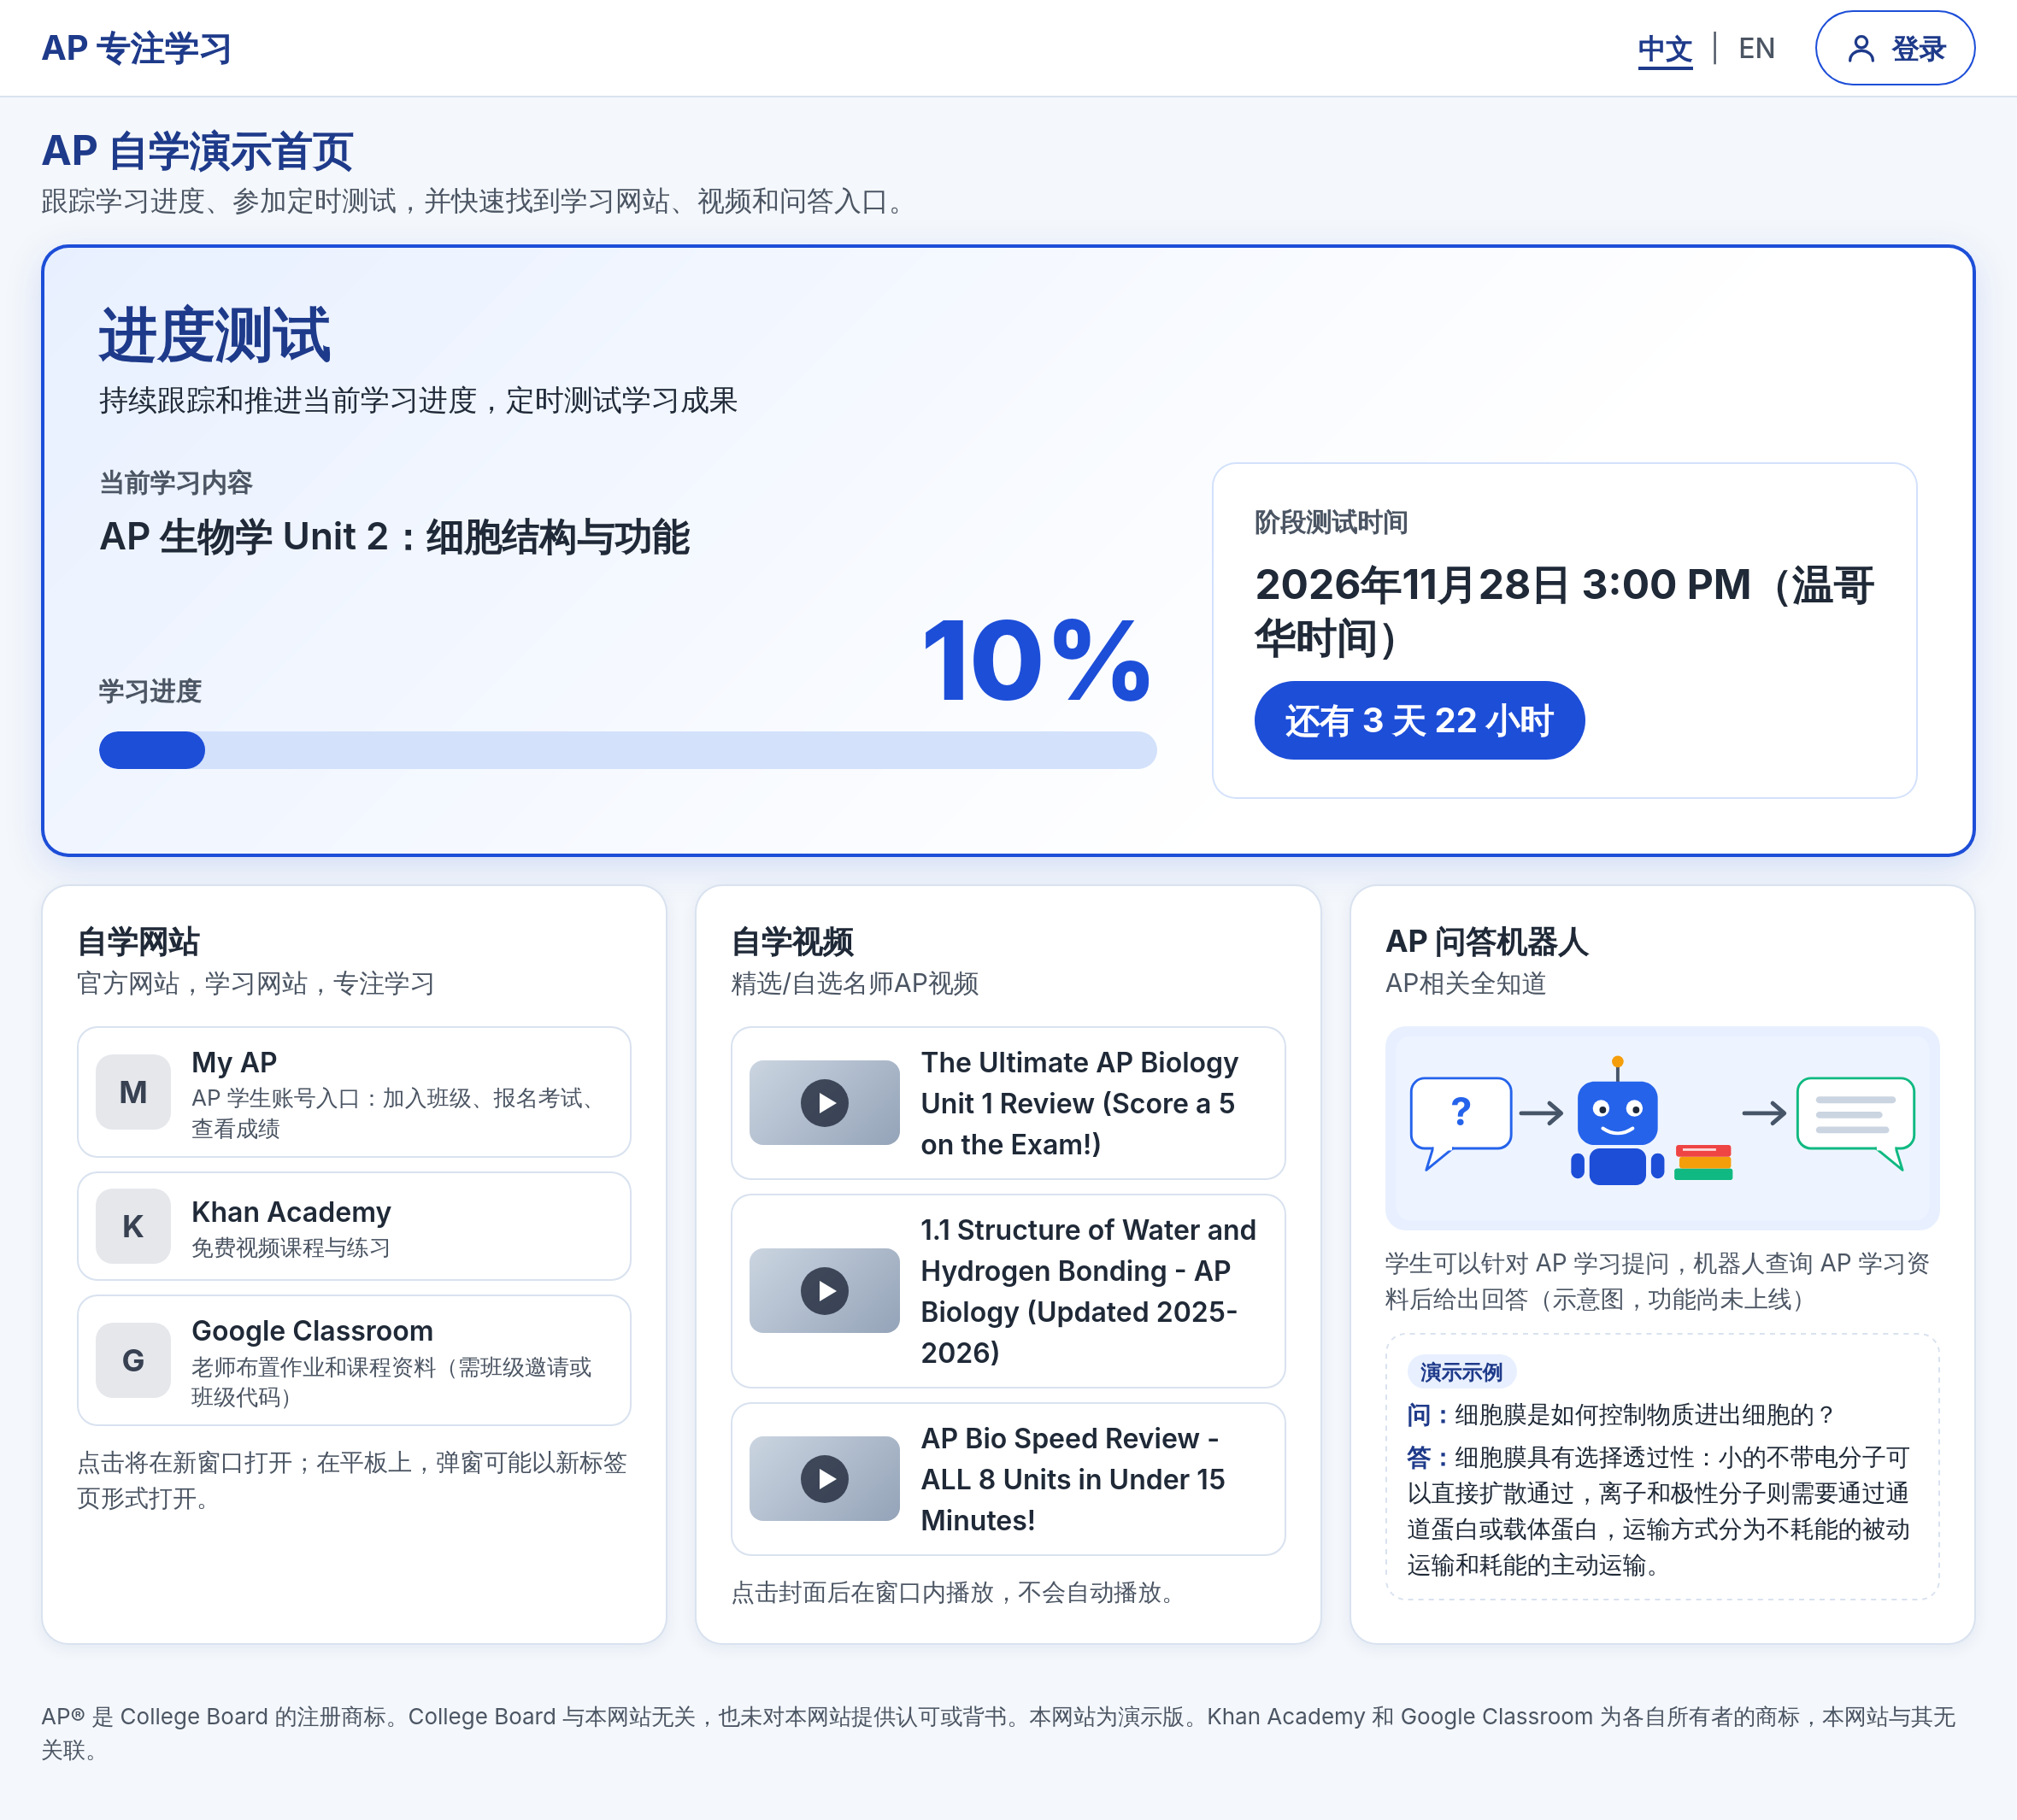 AP 专注学习
中文 | EN
登录
AP 自学演示首页
跟踪学习进度、参加定时测试，并快速找到学习网站、视频和问答入口。
进度测试
持续跟踪和推进当前学习进度，定时测试学习成果
当前学习内容
AP 生物学 Unit 2：细胞结构与功能
学习进度
10%
阶段测试时间
2026年11月28日 3:00 PM（温哥
华时间）
还有 3 天 22 小时
自学网站
官方网站，学习网站，专注学习
M
My AP
AP 学生账号入口：加入班级、报名考试、
查看成绩
K
Khan Academy
免费视频课程与练习
G
Google Classroom
老师布置作业和课程资料（需班级邀请或
班级代码）
点击将在新窗口打开；在平板上，弹窗可能以新标签
页形式打开。
自学视频
精选/自选名师AP视频
The Ultimate AP Biology
Unit 1 Review (Score a 5
on the Exam!)
1.1 Structure of Water and
Hydrogen Bonding - AP
Biology (Updated 2025-
2026)
AP Bio Speed Review -
ALL 8 Units in Under 15
Minutes!
点击封面后在窗口内播放，不会自动播放。
AP 问答机器人
AP相关全知道
?
学生可以针对 AP 学习提问，机器人查询 AP 学习资
料后给出回答（示意图，功能尚未上线）
演示示例
问：细胞膜是如何控制物质进出细胞的？
答：细胞膜具有选择透过性：小的不带电分子可
以直接扩散通过，离子和极性分子则需要通过通
道蛋白或载体蛋白，运输方式分为不耗能的被动
运输和耗能的主动运输。
AP® 是 College Board 的注册商标。College Board 与本网站无关，也未对本网站提供认可或背书。本网站为演示版。Khan Academy 和 Google Classroom 为各自所有者的商标，本网站与其无
关联。